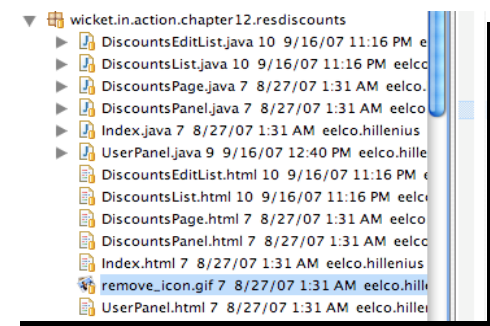 wicket.in.action.chapter12.resdiscounts
DiscountsEditList.java 10 9/16/07 11:16 PM e
DiscountsList.java 10 9/16/07 11:16 PM eelco
DiscountsPage.java 7 8/27/07 1:31 AM eelco.
DiscountsPanel.java 7 8/27/07 1:31 AM eelco
Index.java 7 8/27/07 1:31 AM eelco.hillenius
UserPanel.java 9 9/16/07 12:40 PM eelco.hille
DiscountsEditList.html 10 9/16/07 11:16 PM e
DiscountsList.html 10 9/16/07 11:16 PM eelc
DiscountsPage.html 7 8/27/07 1:31 AM eelco
DiscountsPanel.html 7 8/27/07 1:31 AM eelc
Index.html 7 8/27/07 1:31 AM eelco.hillenius
remove_icon.gif 7 8/27/07 1:31 AM eelco.hill
UserPanel.html 7 8/27/07 1:31 AM eelco.hiller